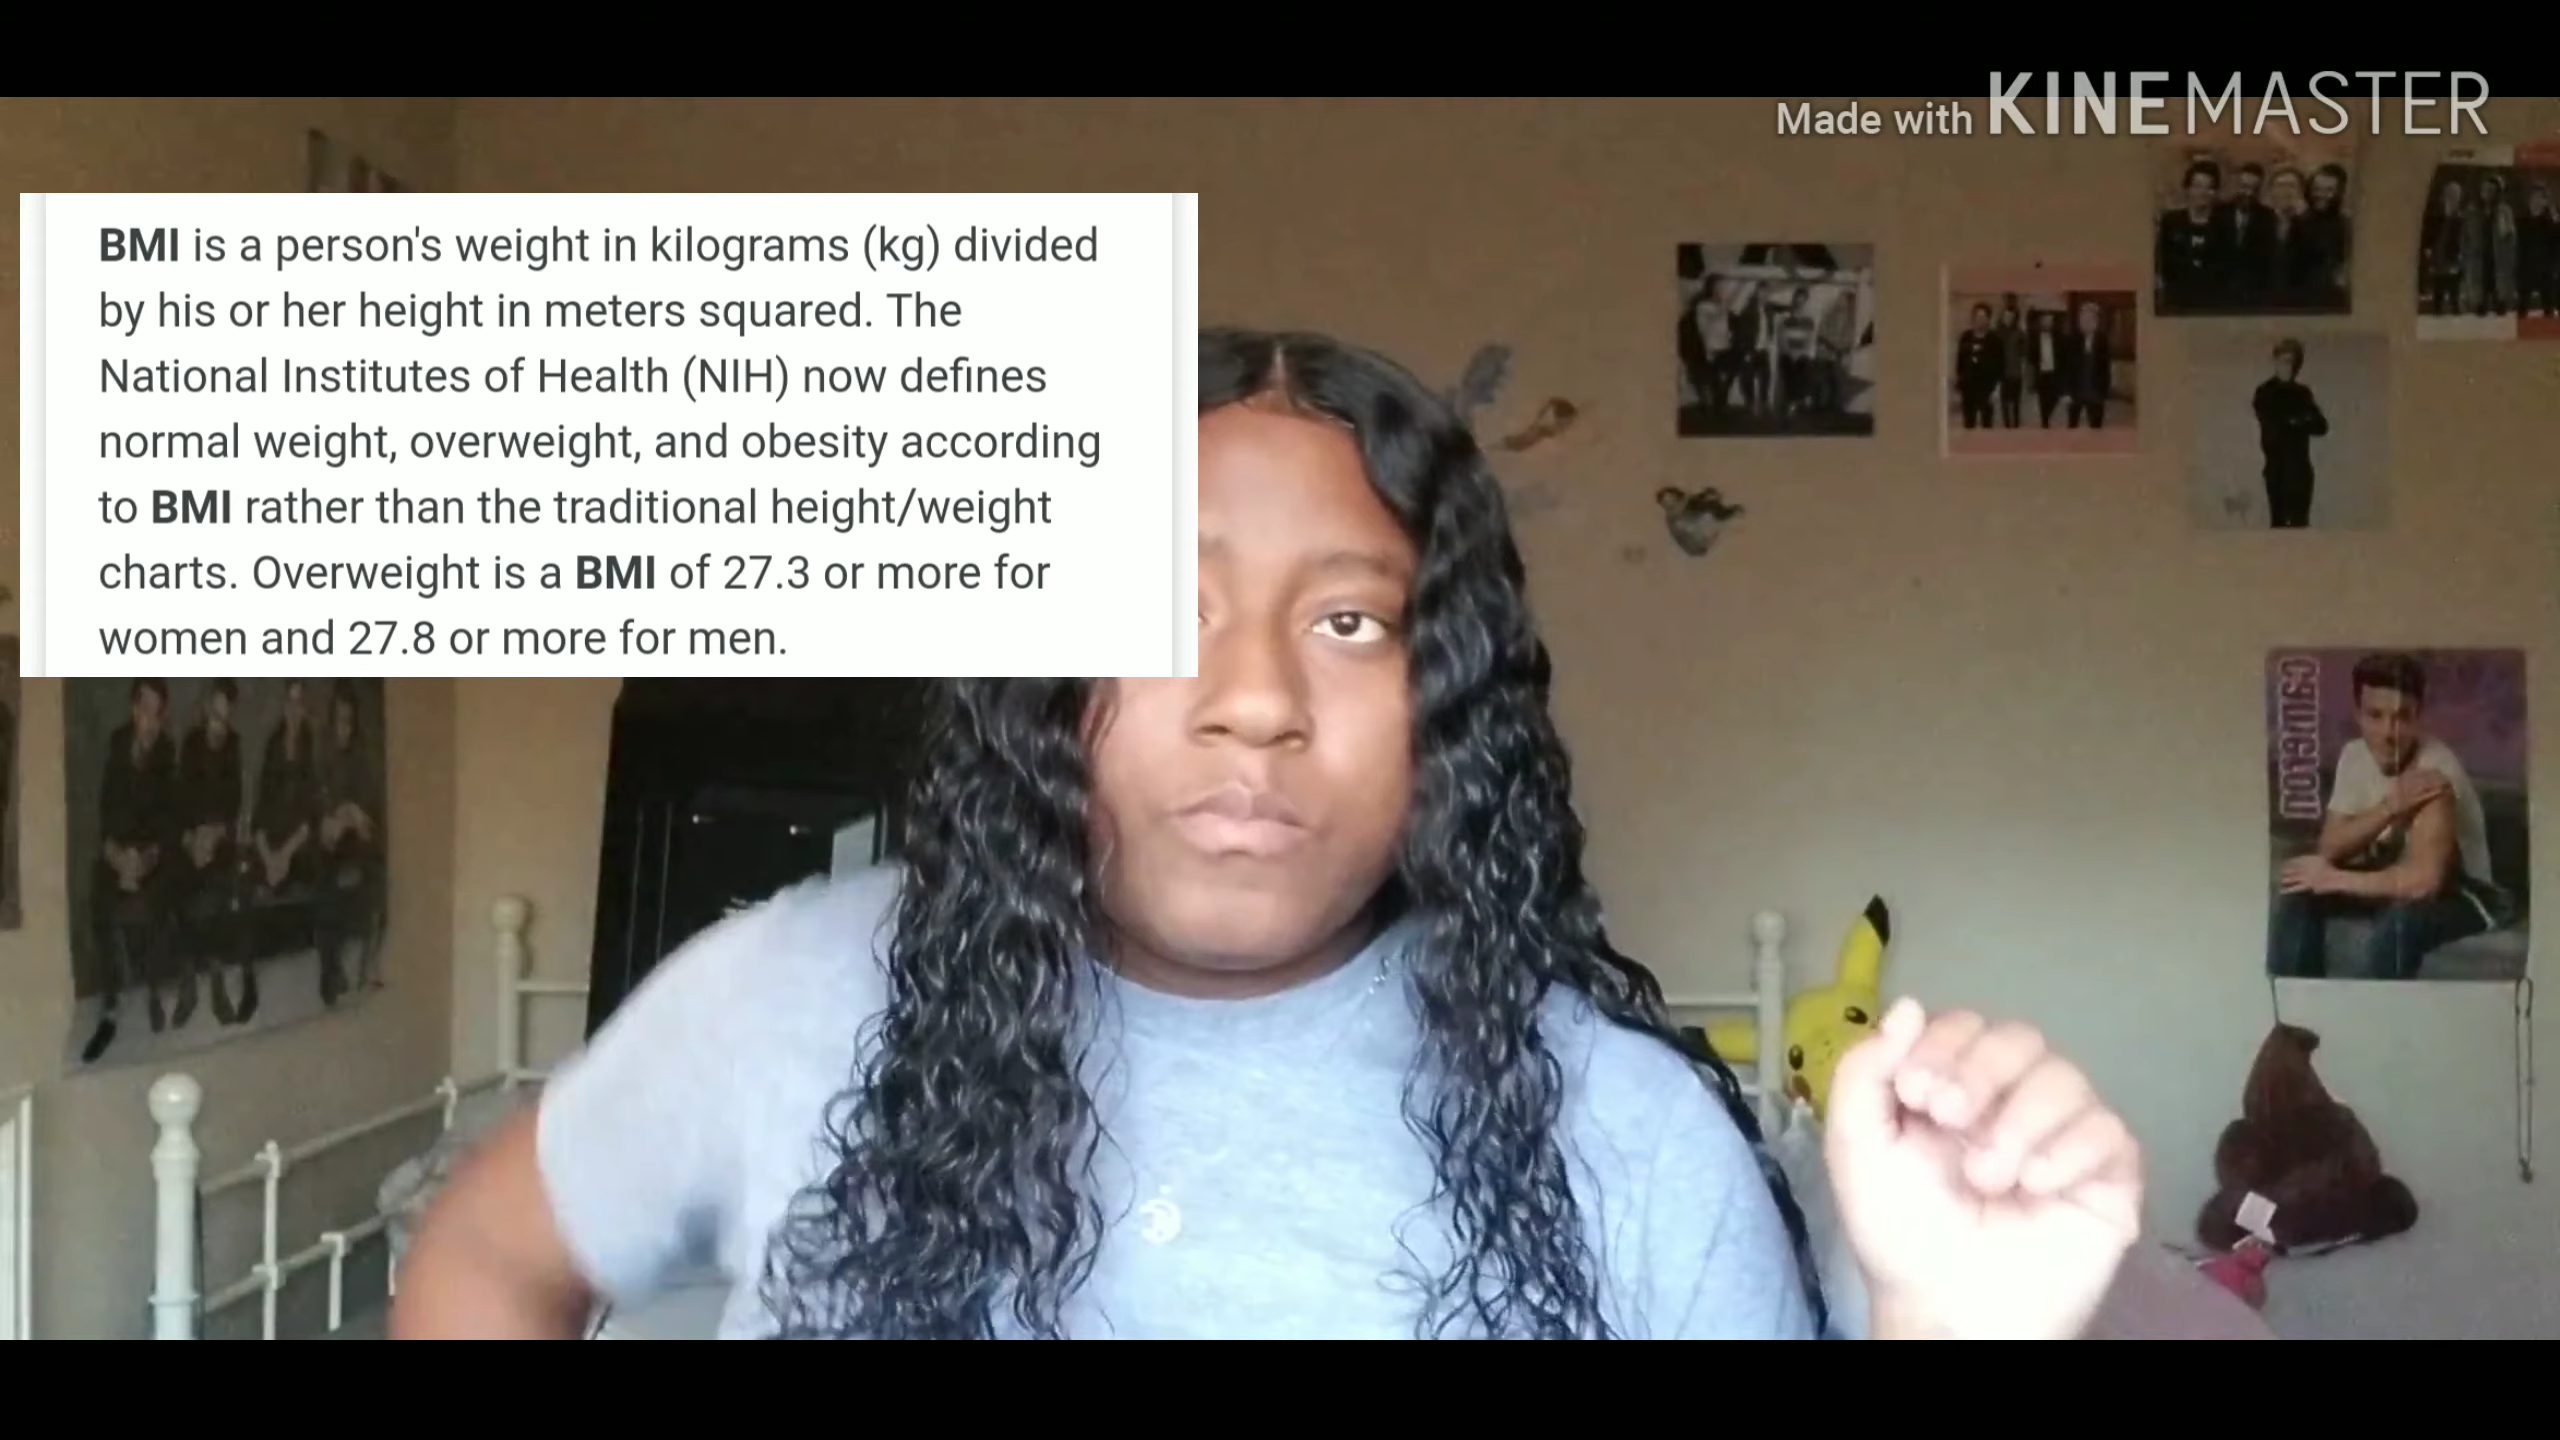 Made with KINEMASTER
BMI is a person's weight in kilograms (kg) divided
by his or her height in meters squared. The
National Institutes of Health (NIH) now defines
normal weight, overweight, and obesity according
to BMI rather than the traditional height/weight
charts. Overweight is a BMI of 27.3 or more for
women and 27.8 or more for men.
cameron